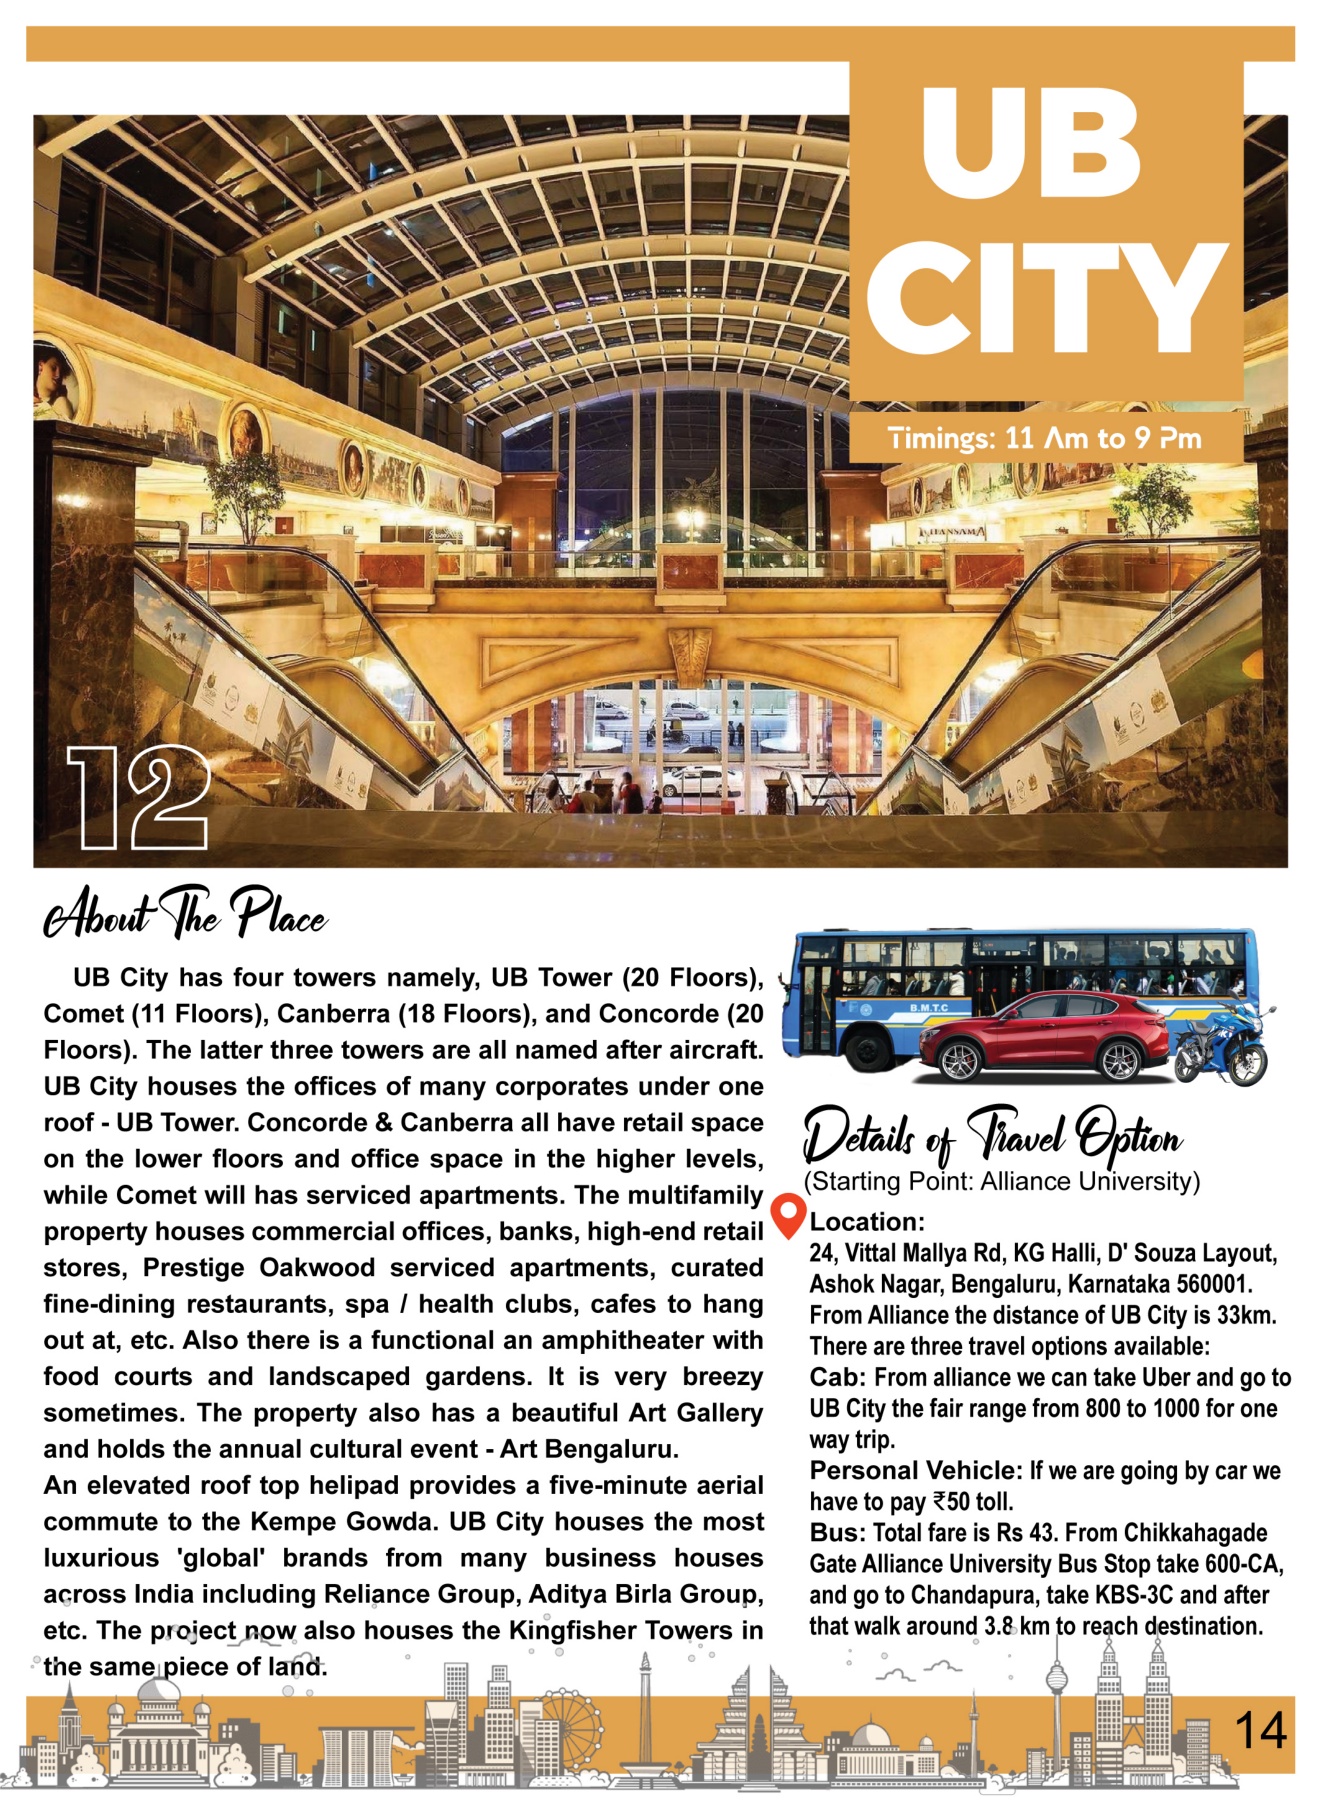 UB
CITY
Timings: 11 Am to 9 Pm
12
About The Place
UB City has four towers namely, UB Tower (20 Floors),
Comet (11 Floors), Canberra (18 Floors), and Concorde (20
Floors). The latter three towers are all named after aircraft.
UB City houses the offices of many corporates under one
roof - UB Tower. Concorde & Canberra all have retail space
on the lower floors and office space in the higher levels,
while Comet will has serviced apartments. The multifamily
property houses commercial offices, banks, high-end retail
stores, Prestige Oakwood serviced apartments, curated
fine-dining restaurants, spa / health clubs, cafes to hang
out at, etc. Also there is a functional an amphitheater with
food courts and landscaped gardens. It is very breezy
sometimes. The property also has a beautiful Art Gallery
and holds the annual cultural event - Art Bengaluru.
An elevated roof top helipad provides a five-minute aerial
commute to the Kempe Gowda. UB City houses the most
luxurious 'global' brands from many business houses
across India including Reliance Group, Aditya Birla Group,
etc. The project now also houses the Kingfisher Towers in
the same piece of land.
B.M.T.C
Details of Travel Option
(Starting Point: Alliance University)
Location:
24, Vittal Mallya Rd, KG Halli, D' Souza Layout,
Ashok Nagar, Bengaluru, Karnataka 560001.
From Alliance the distance of UB City is 33km.
There are three travel options available:
Cab: From alliance we can take Uber and go to
UB City the fair range from 800 to 1000 for one
way trip.
Personal Vehicle: If we are going by car we
have to pay ₹50 toll.
Bus: Total fare is Rs 43. From Chikkahagade
Gate Alliance University Bus Stop take 600-CA,
and go to Chandapura, take KBS-3C and after
that walk around 3.8 km to reach destination.
14